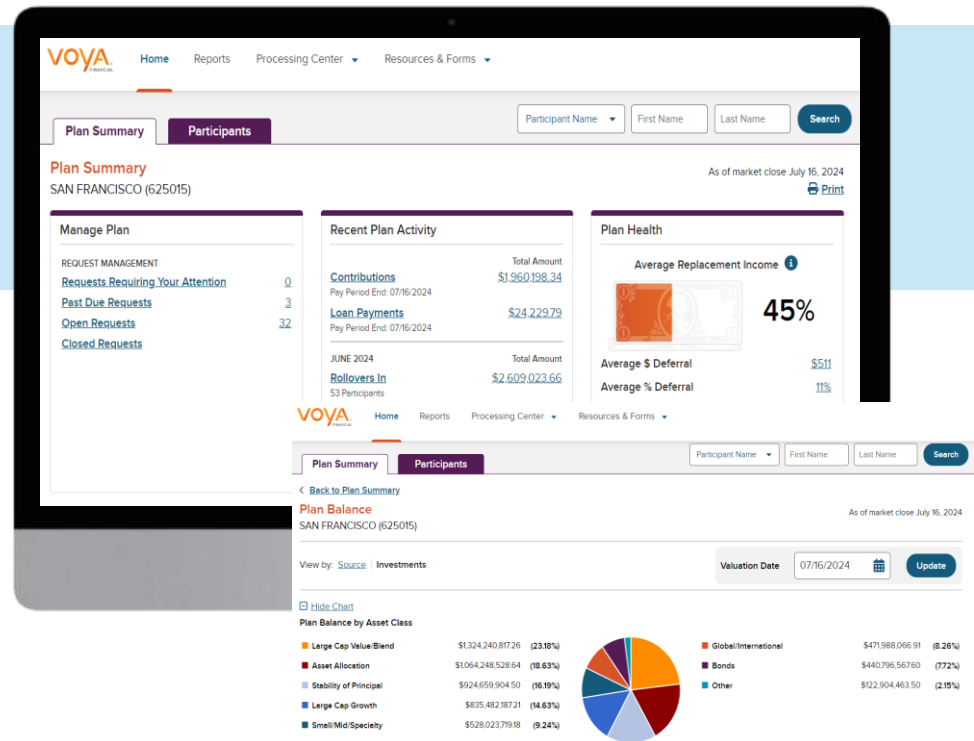 VOYA
FINANCIAL
Home Reports Processing Center Resources & Forms
Plan Summary Participants Participant Name First Name Last Name Search
Plan Summary
SAN FRANCISCO (625015)
As of market close July 16, 2024
Print
Manage Plan
REQUEST MANAGEMENT
Requests Requiring Your Attention 0
Past Due Requests 3
Open Requests 32
Closed Requests
Recent Plan Activity
Total Amount
Contributions $1,960,198.34
Pay Period End: 07/16/2024
Loan Payments $24,229.79
Pay Period End: 07/16/2024
JUNE 2024 Total Amount
Rollovers In $2,609,023.66
53 Participants
Plan Health
Average Replacement Income i
45%
Average $ Deferral $511
Average % Deferral 11%
VOYA
FINANCIAL
Home Reports Processing Center Resources & Forms
Plan Summary Participants Participant Name First Name Last Name Search
< Back to Plan Summary
Plan Balance
SAN FRANCISCO (625015)
As of market close July 16, 2024
View by: Source | Investments
Valuation Date 07/16/2024 Update
Hide Chart
Plan Balance by Asset Class
Large Cap Value/Blend $1,324,240,817.26 (23.18%)
Asset Allocation $1,064,248,528.64 (18.63%)
Stability of Principal $924,659,904.50 (16.19%)
Large Cap Growth $835,482,187.21 (14.63%)
Small/Mid/Specialty $528,023,719.18 (9.24%)
Global/International $471,988,066.91 (8.26%)
Bonds $440,796,567.60 (7.72%)
Other $122,904,463.50 (2.15%)